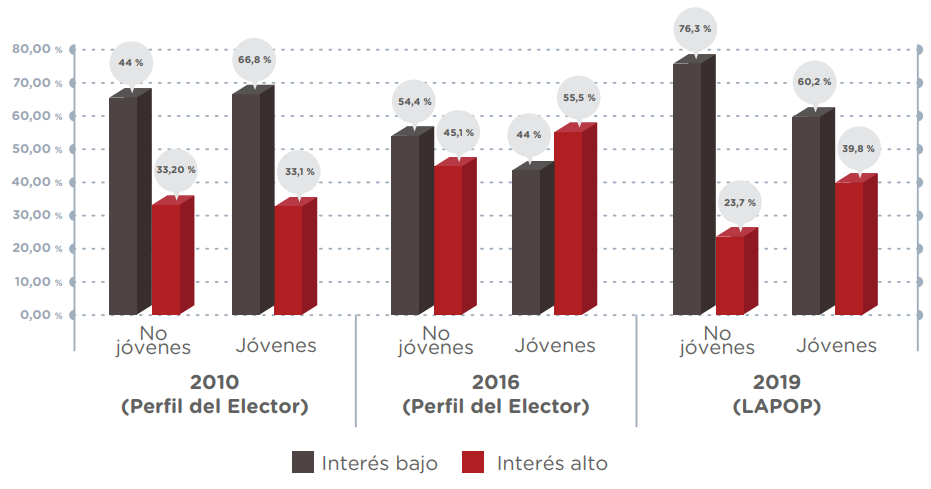 76,3 %
80,00 %
44 %
66,8 %
70,00 %
60,2 %
60,00 %
54,4 %
55,5 %
50,00 %
45,1 %
44 %
39,8 %
40,00 %
33,20 %
33,1 %
30,00 %
23,7 %
20,00 %
10,00 %
0,00 %
No
jóvenes
Jóvenes
No
jóvenes
Jóvenes
No
jóvenes
Jóvenes
2010
(Perfil del Elector)
2016
(Perfil del Elector)
2019
(LAPOP)
Interés bajo
Interés alto